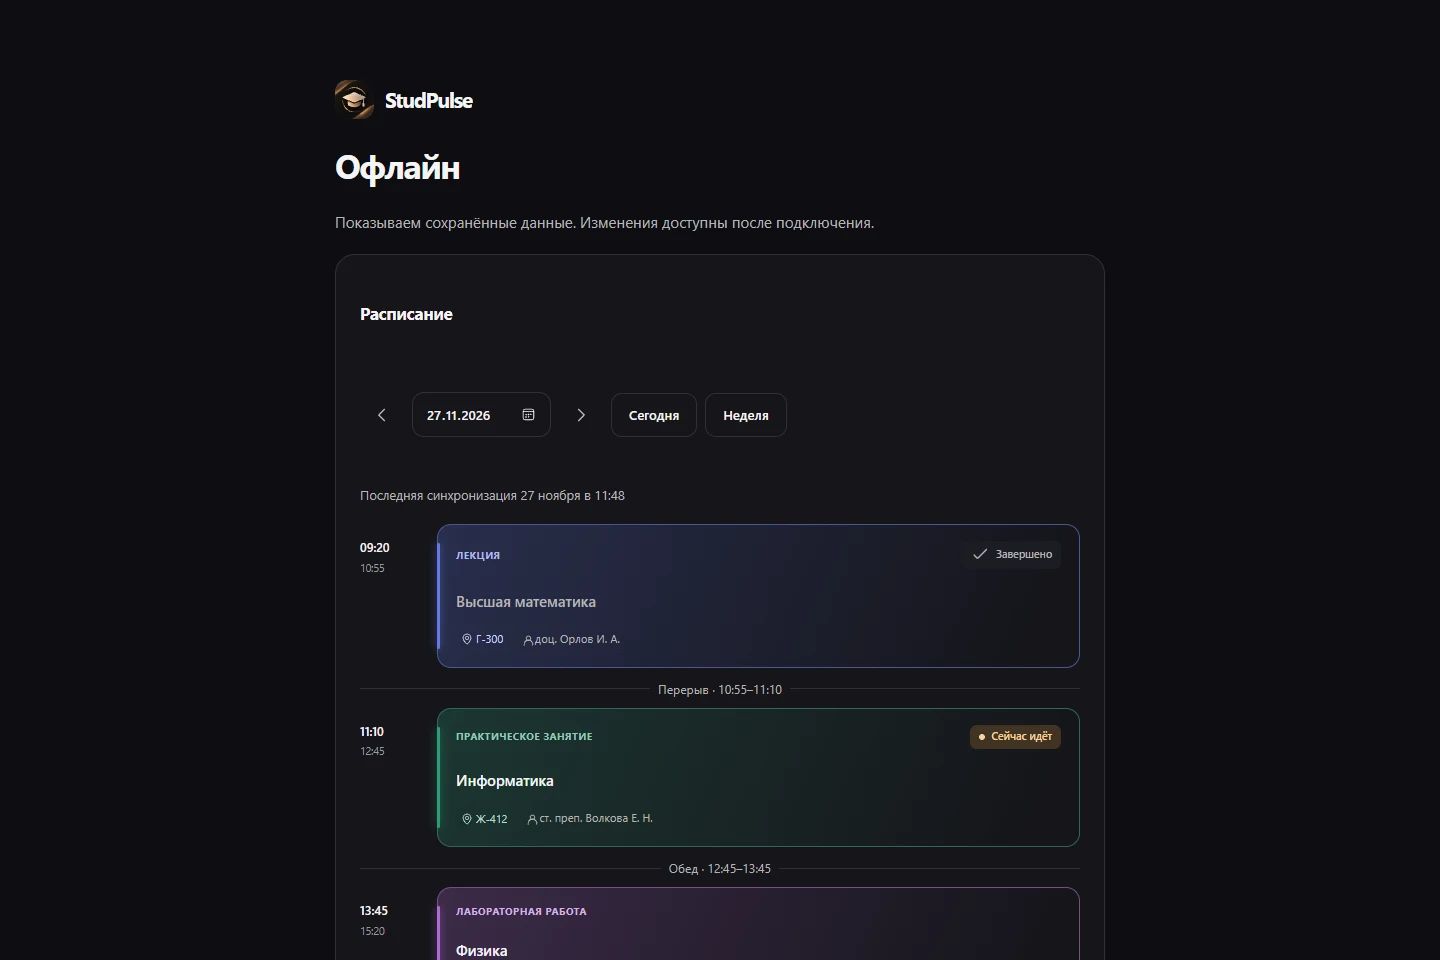 StudPulse
Офлайн
Показываем сохранённые данные. Изменения доступны после подключения.
Расписание
27.11.2026
Сегодня
Неделя
Последняя синхронизация 27 ноября в 11:48
09:20
10:55
ЛЕКЦИЯ
Завершено
Высшая математика
Г-300
доц. Орлов И. А.
Перерыв · 10:55–11:10
11:10
12:45
ПРАКТИЧЕСКОЕ ЗАНЯТИЕ
Сейчас идёт
Информатика
Ж-412
ст. преп. Волкова Е. Н.
Обед · 12:45–13:45
13:45
15:20
ЛАБОРАТОРНАЯ РАБОТА
Физика